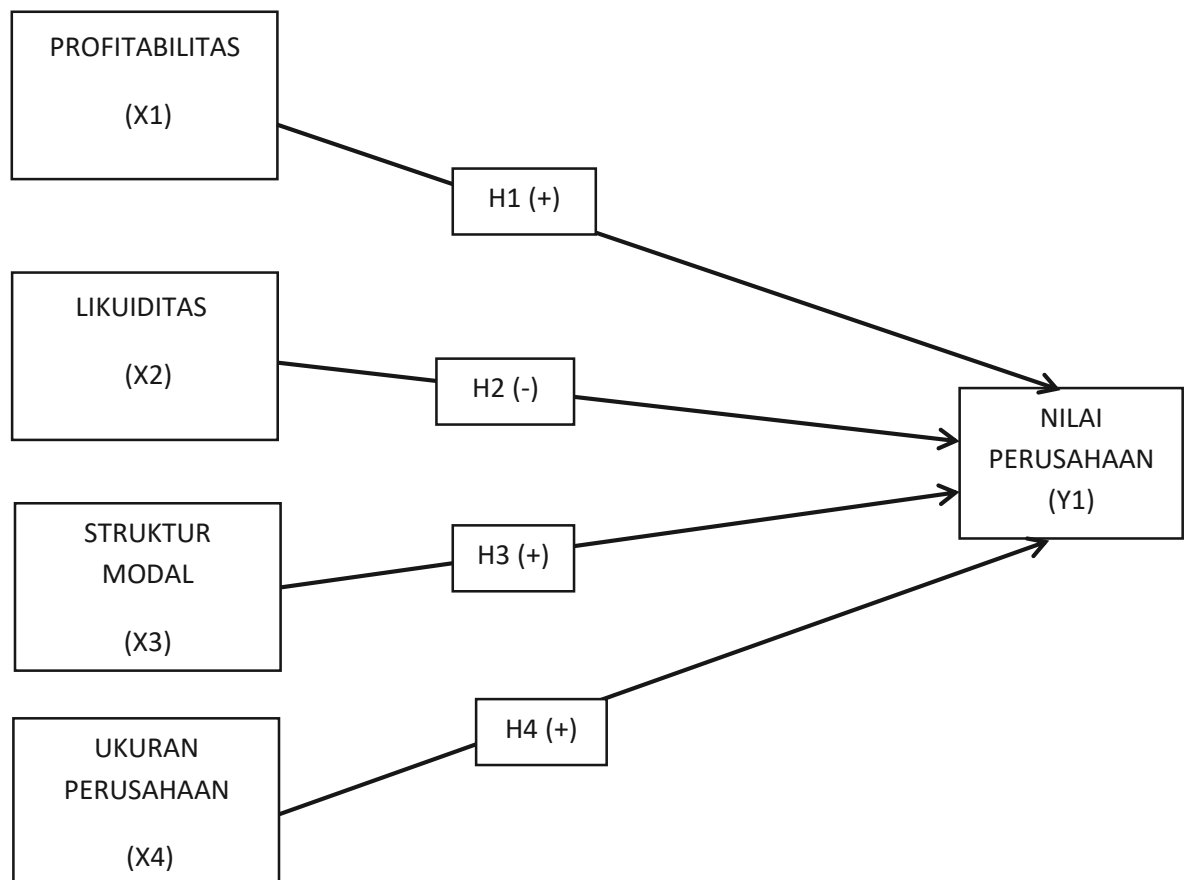 PROFITABILITAS
(X1)
H1 (+)
LIKUIDITAS
(X2)
H2 (-)
NILAI
PERUSAHAAN
(Y1)
STRUKTUR
MODAL
(X3)
H3 (+)
UKURAN
PERUSAHAAN
(X4)
H4 (+)